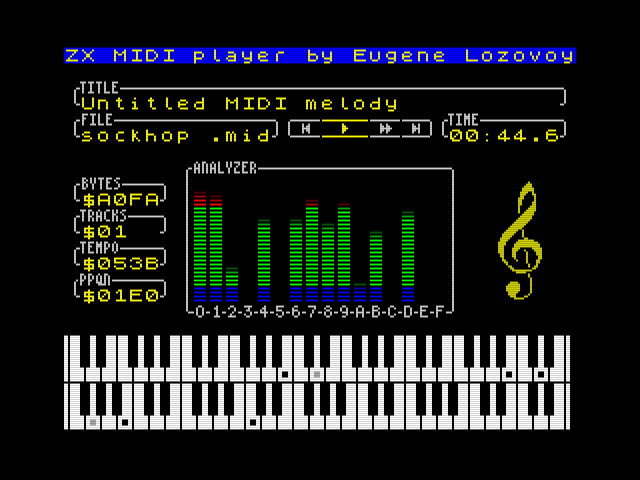 ZX MIDI player by Eugene Lozovoy
TITLE
Untitled MIDI melody
FILE
sockhop .mid
TIME
00:44.6
ANALYZER
BYTES
$A0FA
TRACKS
$01
TEMPO
$053B
PPQN
$01E0
0-1-2-3-4-5-6-7-8-9-A-B-C-D-E-F